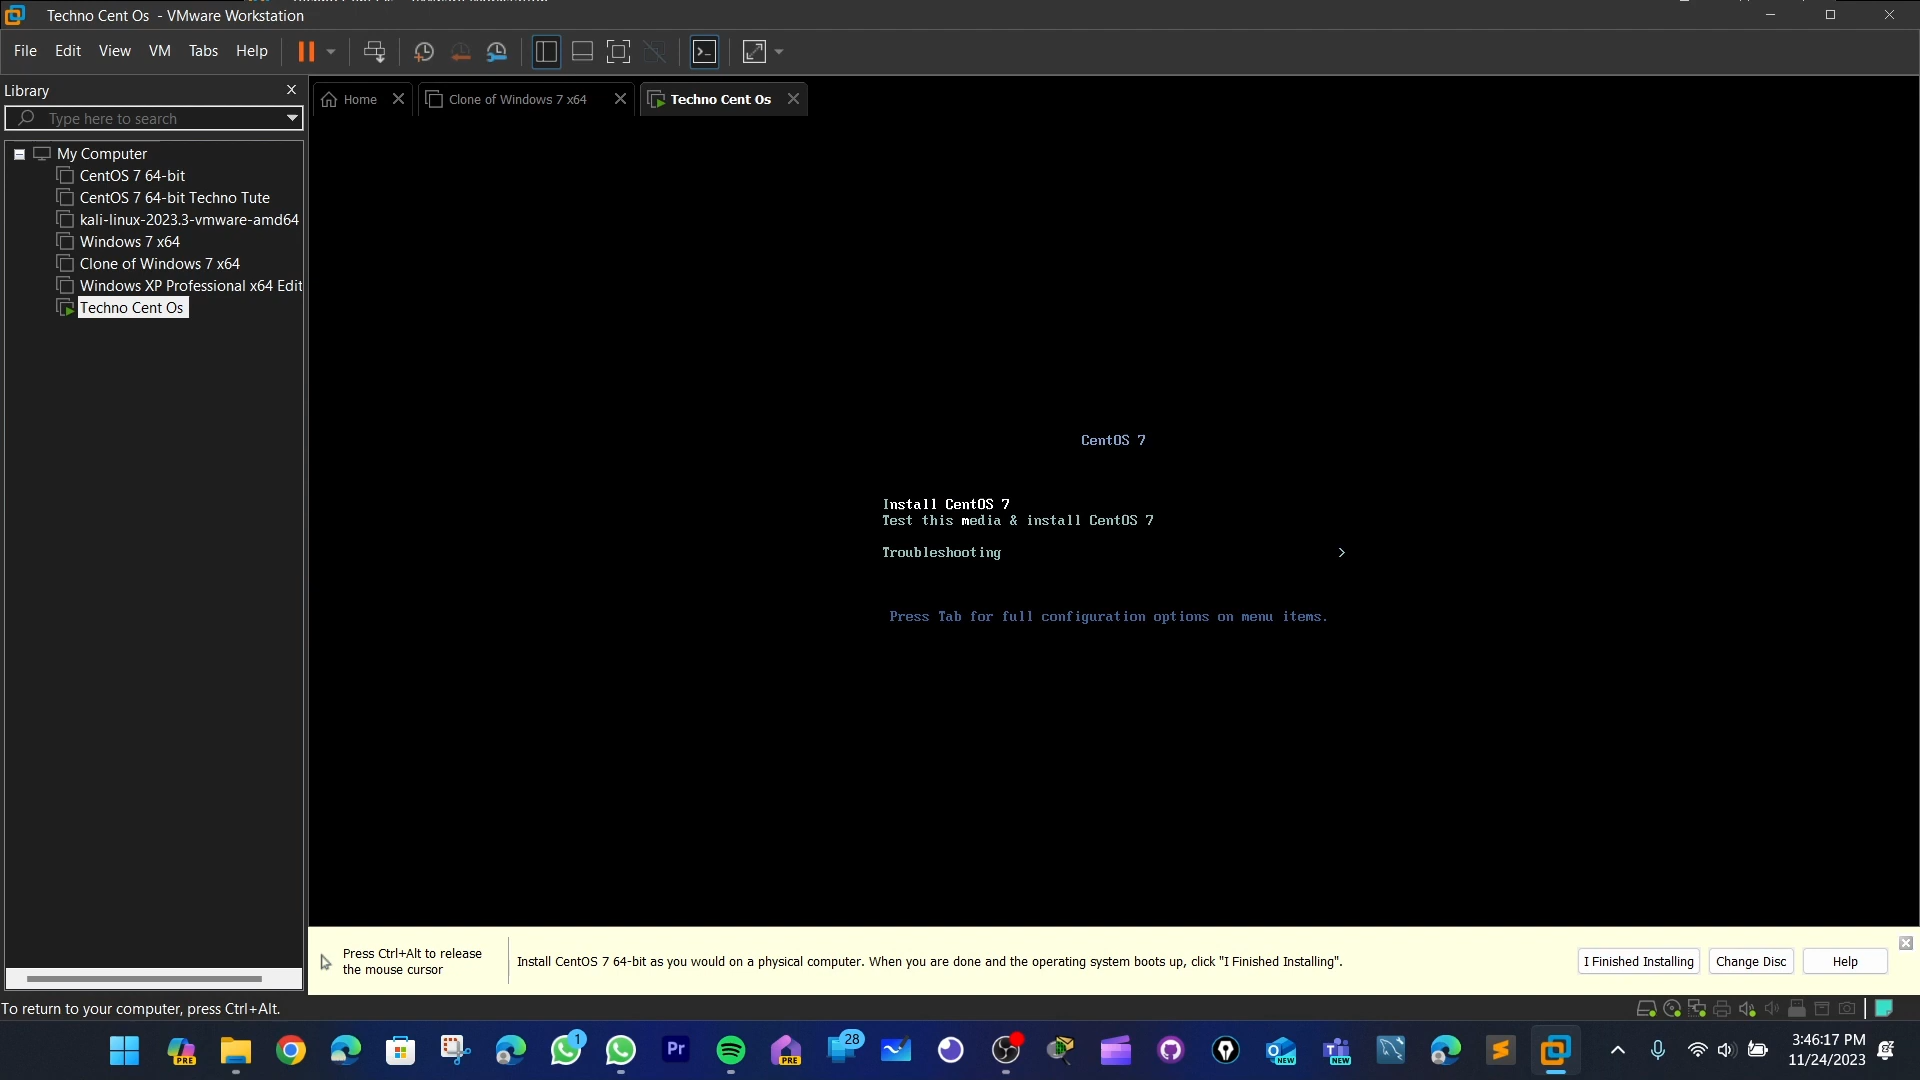 Techno Cent Os - VMware Workstation
File Edit View VM Tabs Help
Library
Type here to search
My Computer
CentOS 7 64-bit
CentOS 7 64-bit Techno Tute
kali-linux-2023.3-vmware-amd64
Windows 7 x64
Clone of Windows 7 x64
Windows XP Professional x64 Edit
Techno Cent Os
Home
Clone of Windows 7 x64
Techno Cent Os
CentOS 7
Install CentOS 7
Test this media & install CentOS 7
Troubleshooting >
Press Tab for full configuration options on menu items.
Press Ctrl+Alt to release
the mouse cursor
Install CentOS 7 64-bit as you would on a physical computer. When you are done and the operating system boots up, click "I Finished Installing".
I Finished Installing
Change Disc
Help
To return to your computer, press Ctrl+Alt.
PRE
1
Pr
PRE
28
NEW
NEW
3:46:17 PM
11/24/2023